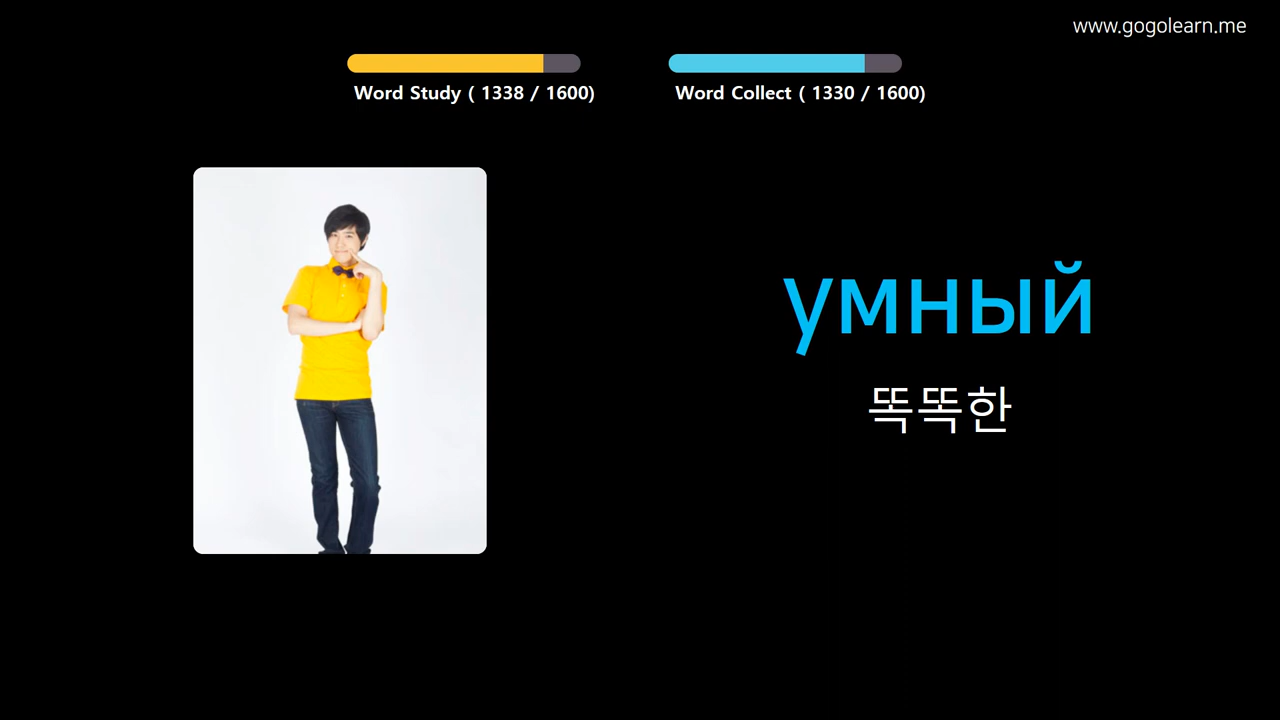 www.gogolearn.me
Word Study ( 1338 / 1600)
Word Collect ( 1330 / 1600)
умный
똑똑한